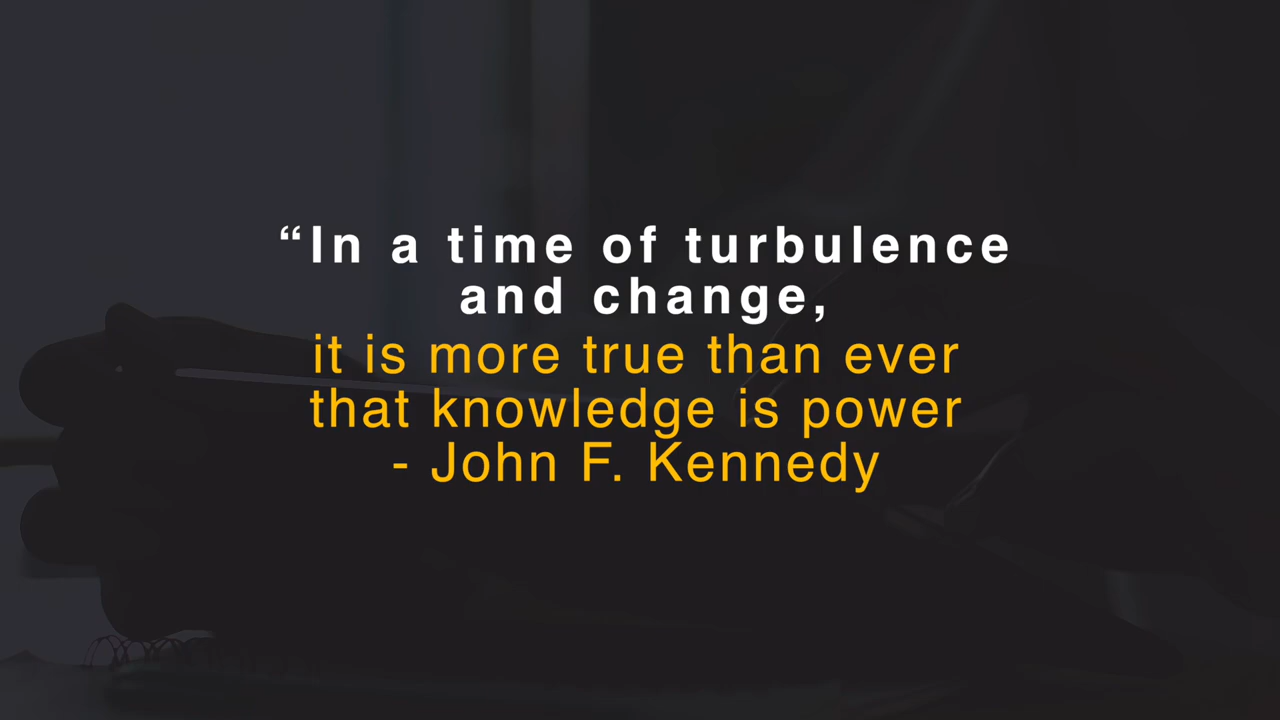 “In a time of turbulence
and change,
it is more true than ever
that knowledge is power
- John F. Kennedy